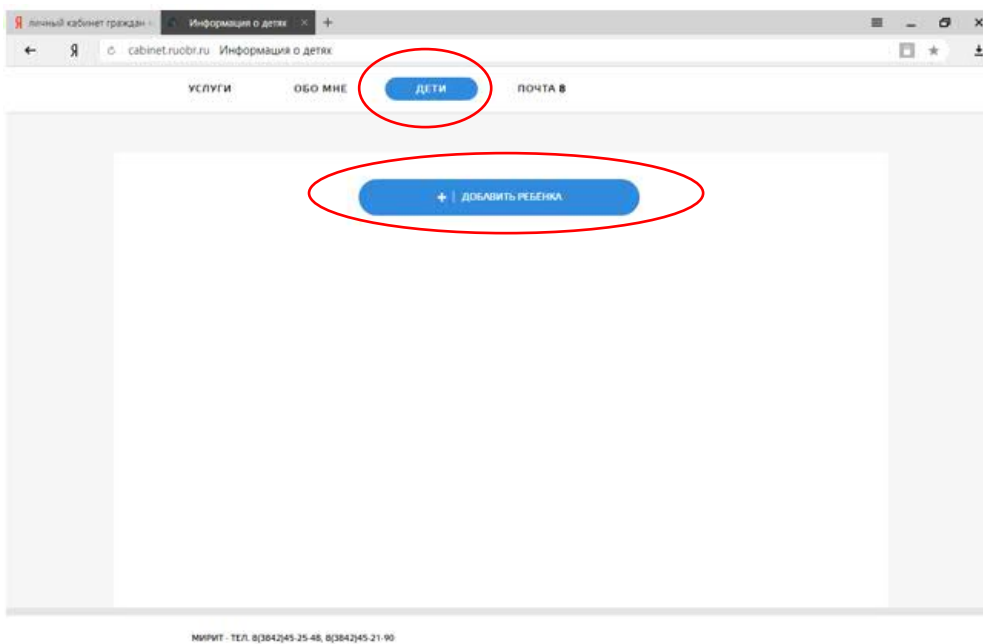 Я личный кабинет граждан
Информация о детях × +
← Я cabinet.ruobr.ru Информация о детях
УСЛУГИ ОБО МНЕ ДЕТИ ПОЧТА 8
+ | ДОБАВИТЬ РЕБЁНКА
МИРИТ - ТЕЛ. 8(3842)45-25-48, 8(3842)45-21-90